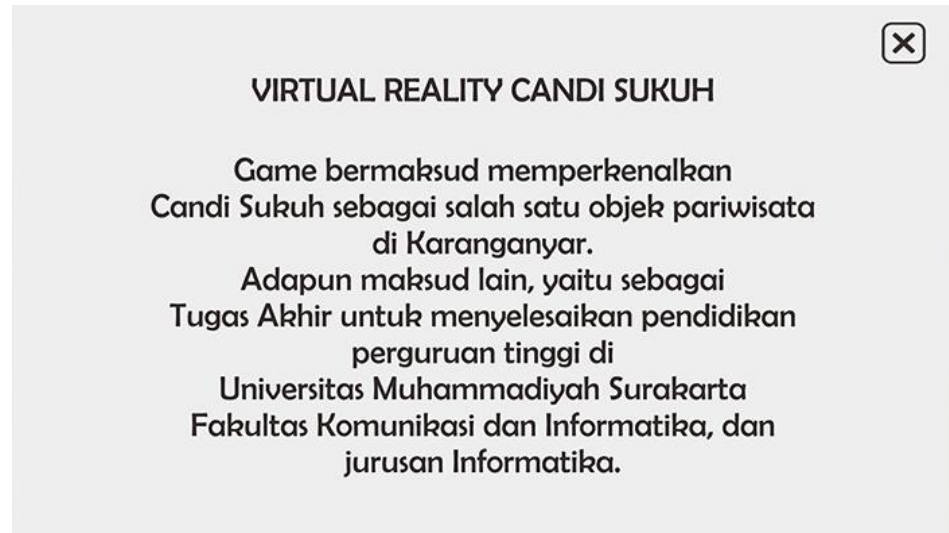 VIRTUAL REALITY CANDI SUKUH
Game bermaksud memperkenalkan
Candi Sukuh sebagai salah satu objek pariwisata
di Karanganyar.
Adapun maksud lain, yaitu sebagai
Tugas Akhir untuk menyelesaikan pendidikan
perguruan tinggi di
Universitas Muhammadiyah Surakarta
Fakultas Komunikasi dan Informatika, dan
jurusan Informatika.